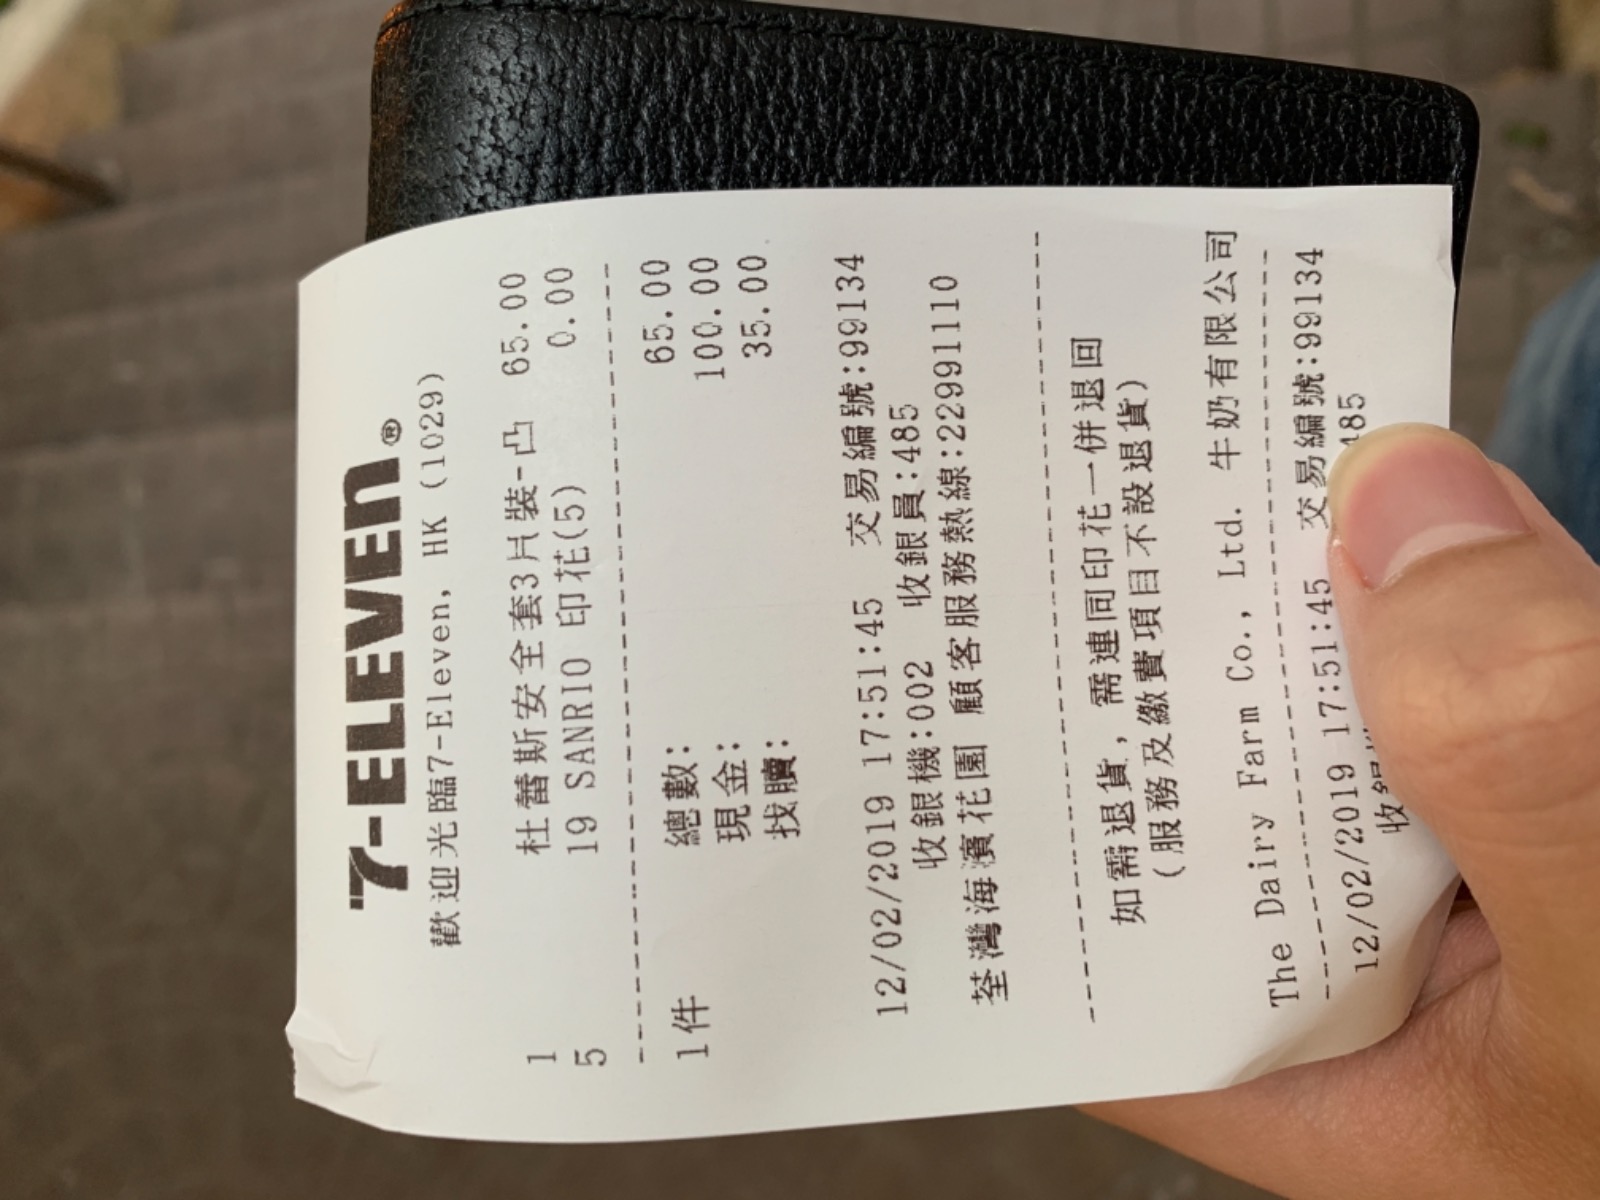 7-ELEVEn®
歡迎光臨7-Eleven, HK (1029)
1 杜蕾斯安全套3片裝-凸 65.00
5 19 SANRIO 印花(5) 0.00
1件 總數: 65.00
現金: 100.00
找贖: 35.00
12/02/2019 17:51:45 交易編號:99134
收銀機:002 收銀員:485
荃灣海濱花園 顧客服務熱線:22991110
如需退貨, 需連同印花一併退回
(服務及繳費項目不設退貨)
The Dairy Farm Co., Ltd. 牛奶有限公司
12/02/2019 17:51:45 交易編號:99134
收銀 485